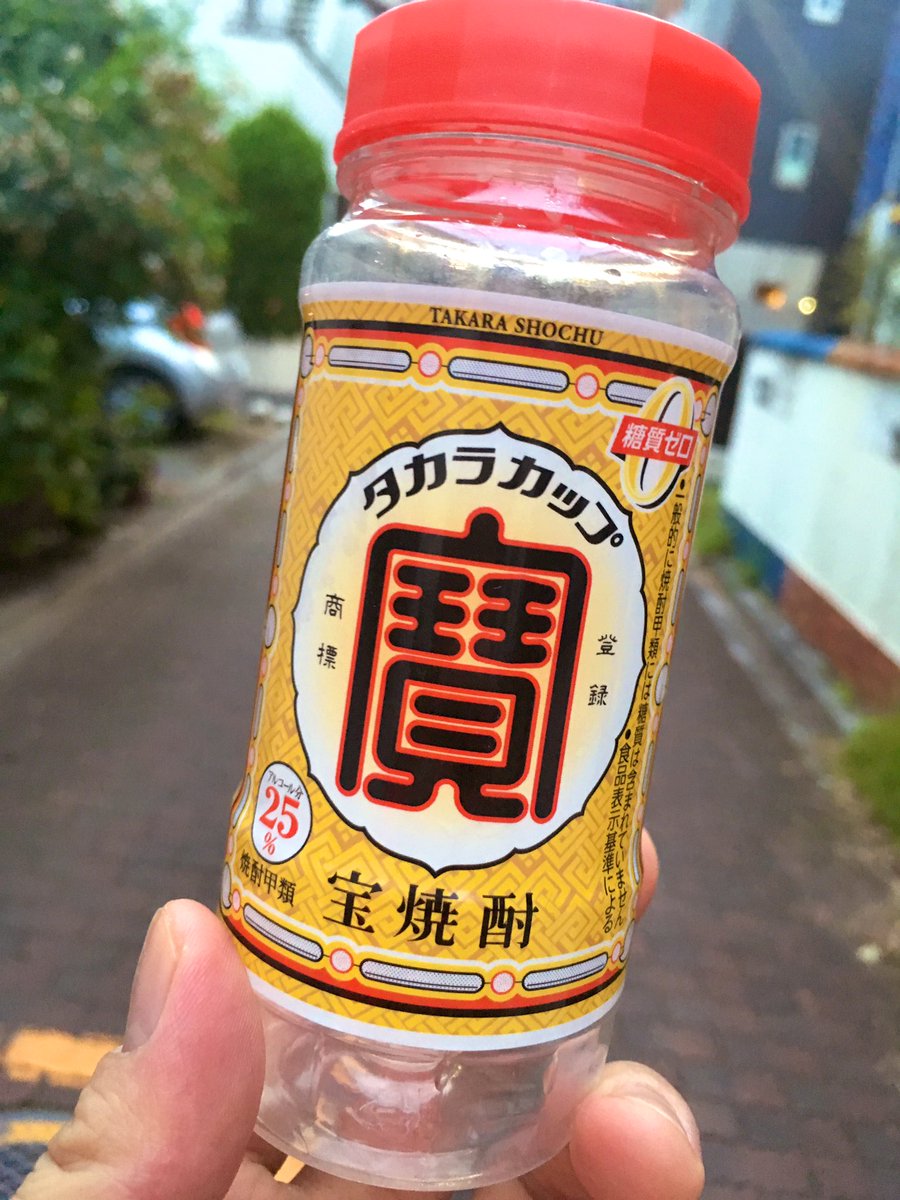 TAKARA SHOCHU
糖質ゼロ
タカラカップ
寶
商標
登録
・一般的に焼酎甲類には糖質は含まれていません
・食品表示基準による
アルコール分
25
%
焼酎甲類
宝焼酎